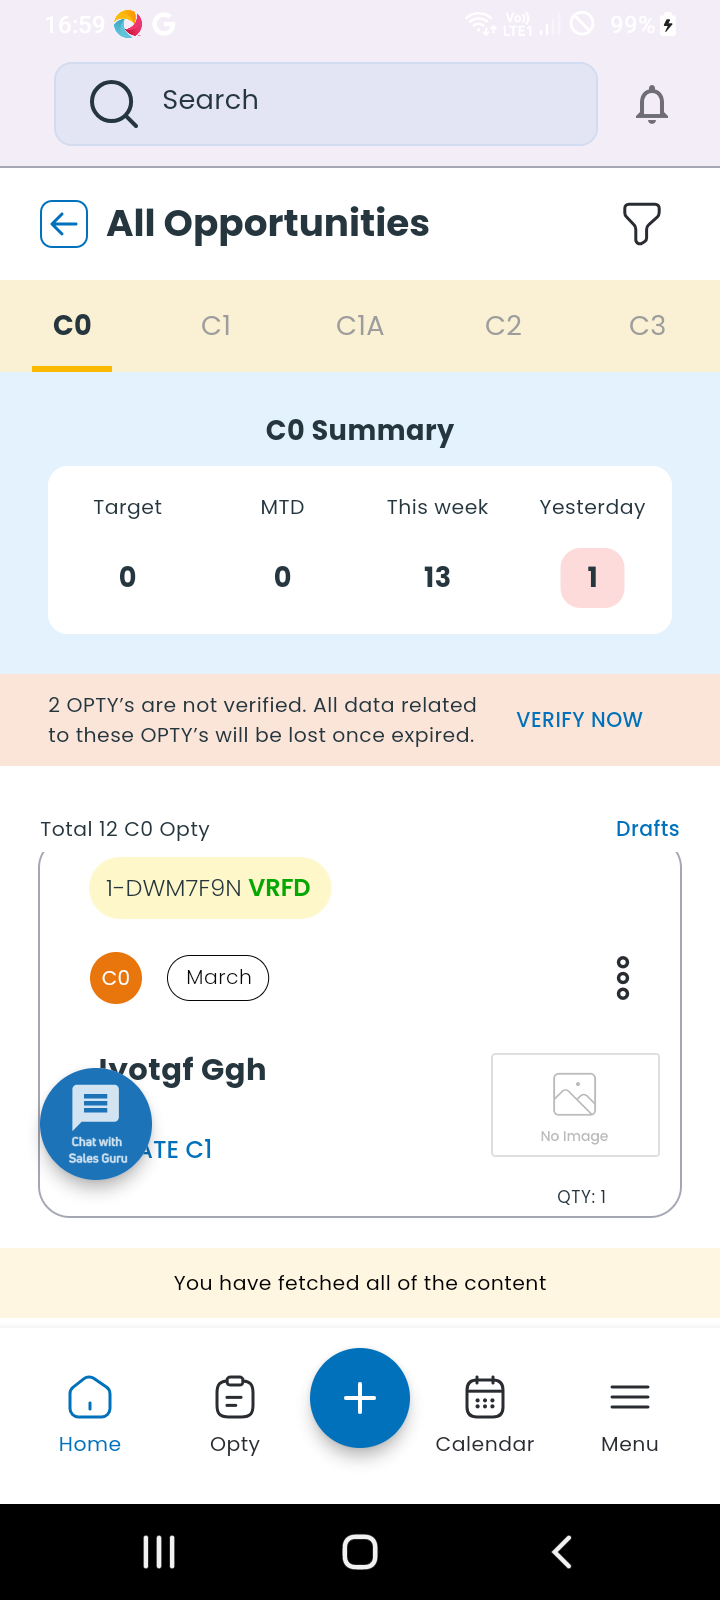 16:59
Vo))
LTE1
99%
Search
All Opportunities
C0 C1 C1A C2 C3
C0 Summary
Target MTD This week Yesterday
0 0 13 1
2 OPTY's are not verified. All data related
to these OPTY's will be lost once expired.
VERIFY NOW
Total 12 C0 Opty Drafts
1-DWM7F9N VRFD
C0 March
Ggh
No Image
Chat with
Sales Guru
ATE C1
QTY: 1
You have fetched all of the content
Home Opty Calendar Menu